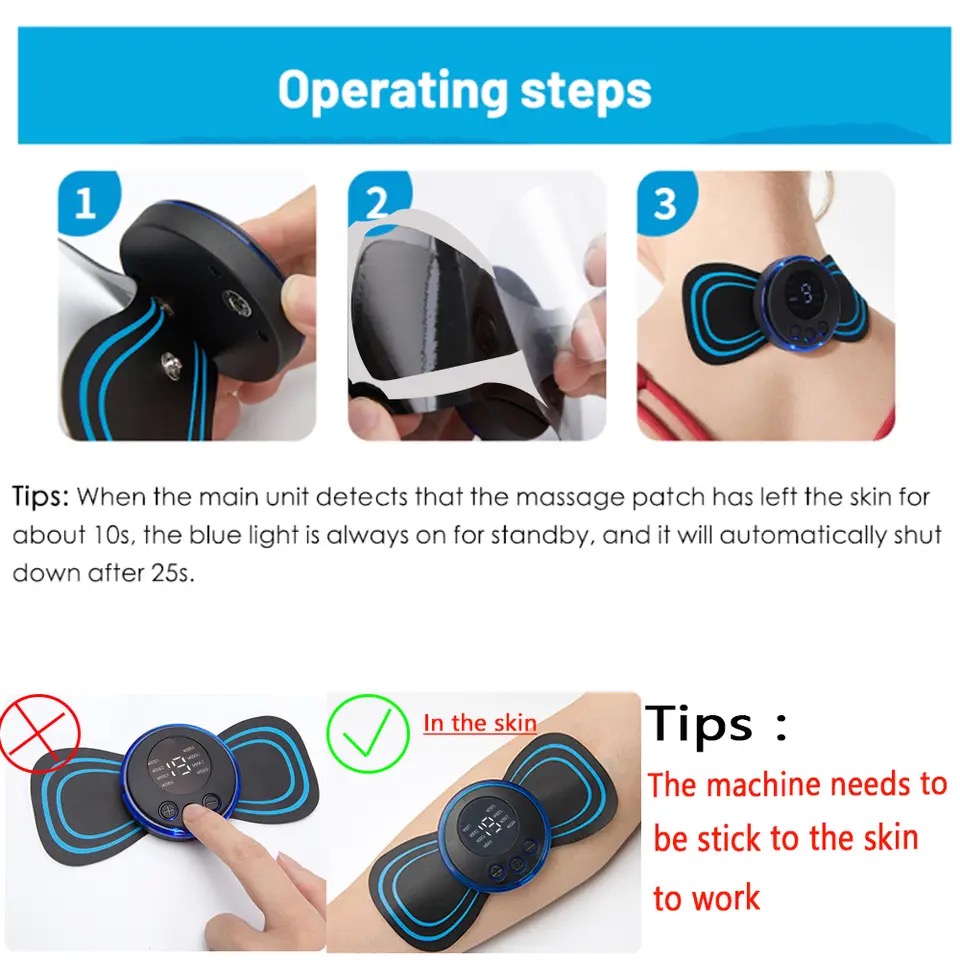 Operating steps
1
2
3
Tips: When the main unit detects that the massage patch has left the skin for
about 10s, the blue light is always on for standby, and it will automatically shut
down after 25s.
In the skin
Tips :
The machine needs to
be stick to the skin
to work
19
19